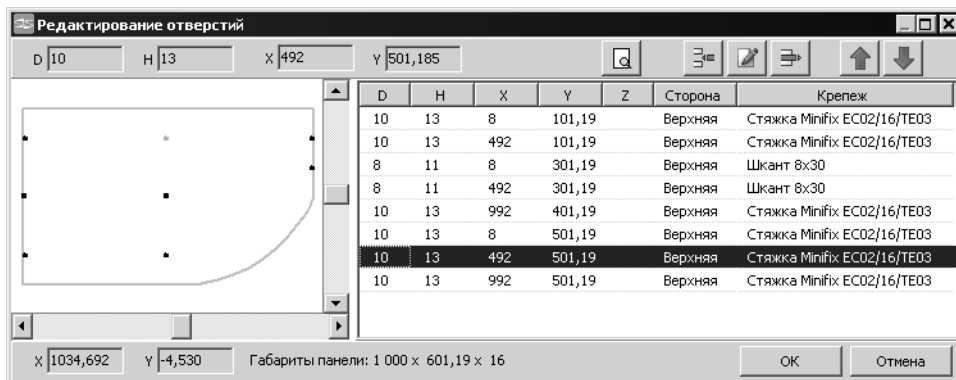 Редактирование отверстий
D 10 H 13 X 492 Y 501,185
D H X Y Z Сторона Крепеж
10 13 8 101,19 Верхняя Стяжка Minifix EC02/16/TE03
10 13 492 101,19 Верхняя Стяжка Minifix EC02/16/TE03
8 11 8 301,19 Верхняя Шкант 8x30
8 11 492 301,19 Верхняя Шкант 8x30
10 13 992 401,19 Верхняя Стяжка Minifix EC02/16/TE03
10 13 8 501,19 Верхняя Стяжка Minifix EC02/16/TE03
10 13 492 501,19 Верхняя Стяжка Minifix EC02/16/TE03
10 13 992 501,19 Верхняя Стяжка Minifix EC02/16/TE03
X 1034,692 Y -4,530 Габариты панели: 1 000 x 601,19 x 16 OK Отмена